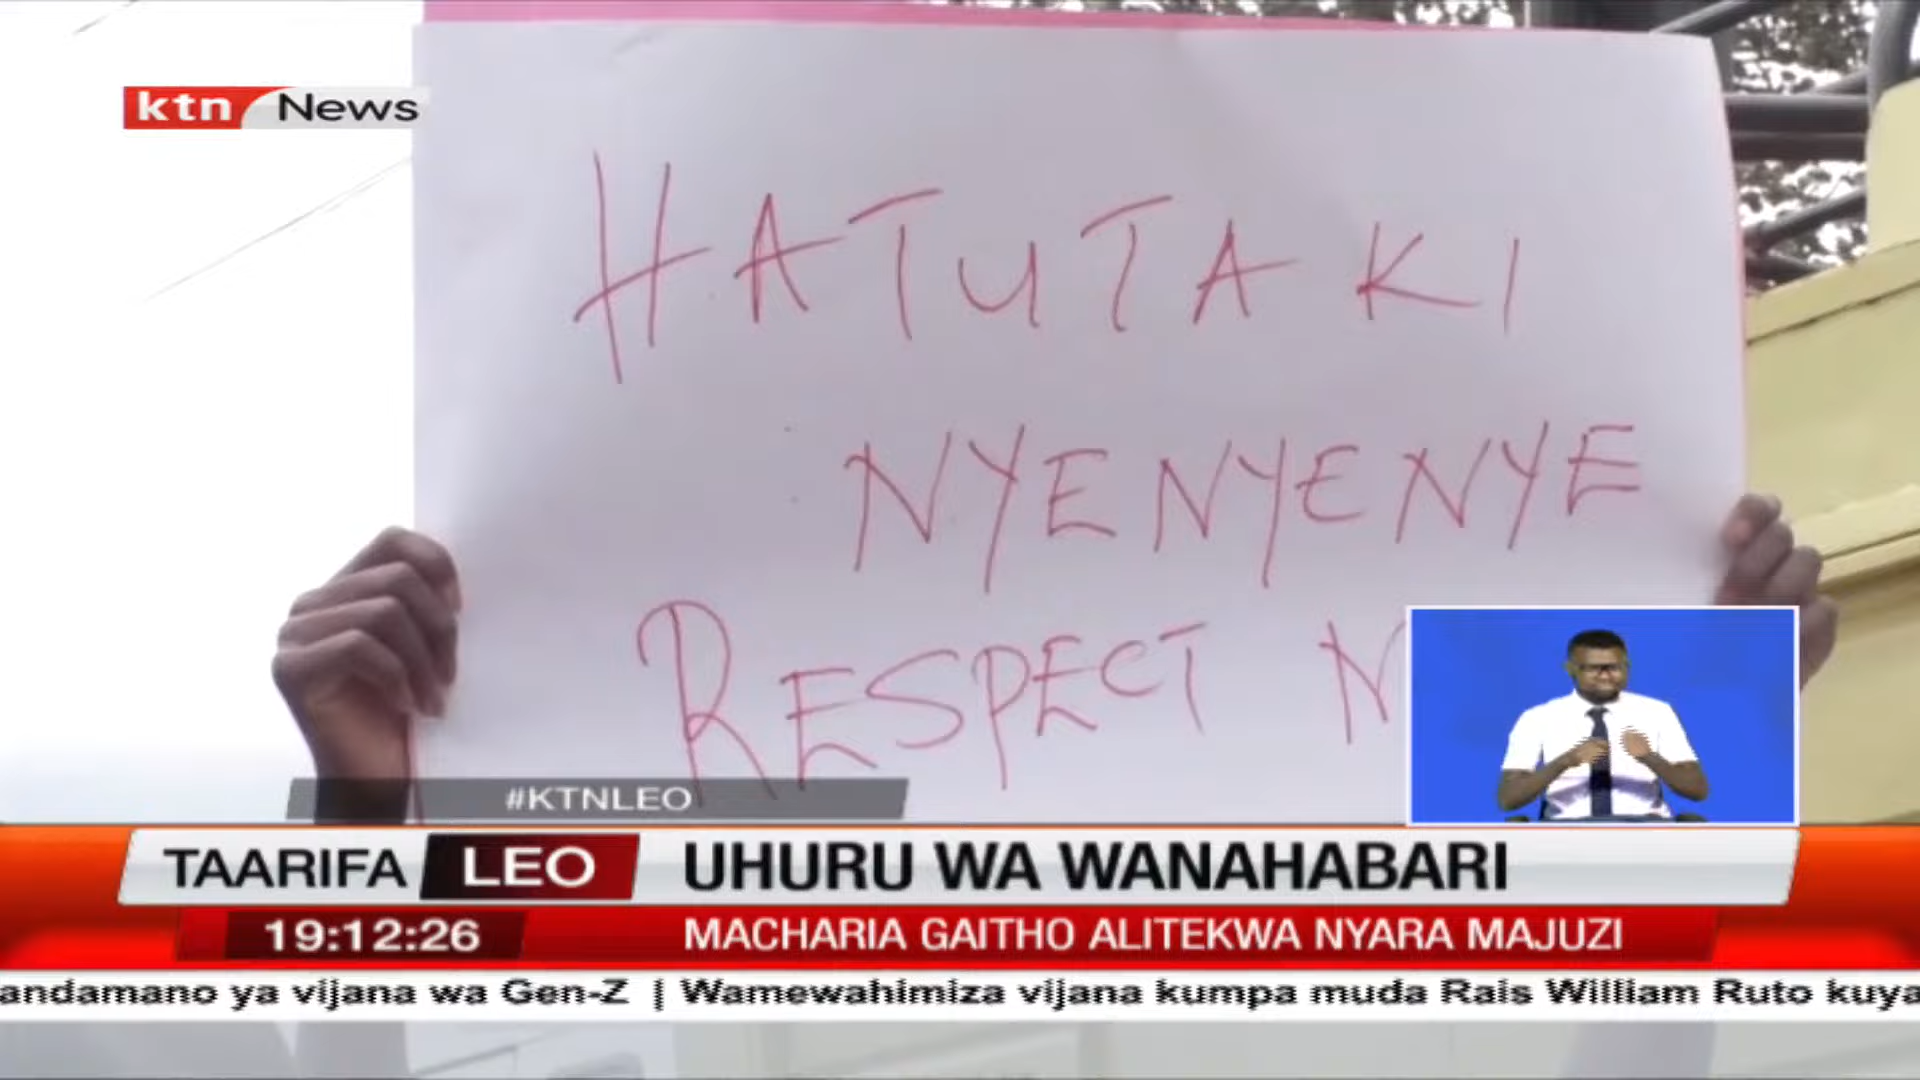 ktn News
HATUTAKI
NYENYENYE
RESPECT
#KTNLEO
TAARIFA LEO
UHURU WA WANAHABARI
19:12:26
MACHARIA GAITHO ALITEKWA NYARA MAJUZI
andamano ya vijana wa Gen-Z | Wamewahimiza vijana kumpa muda Rais William Ruto kuya